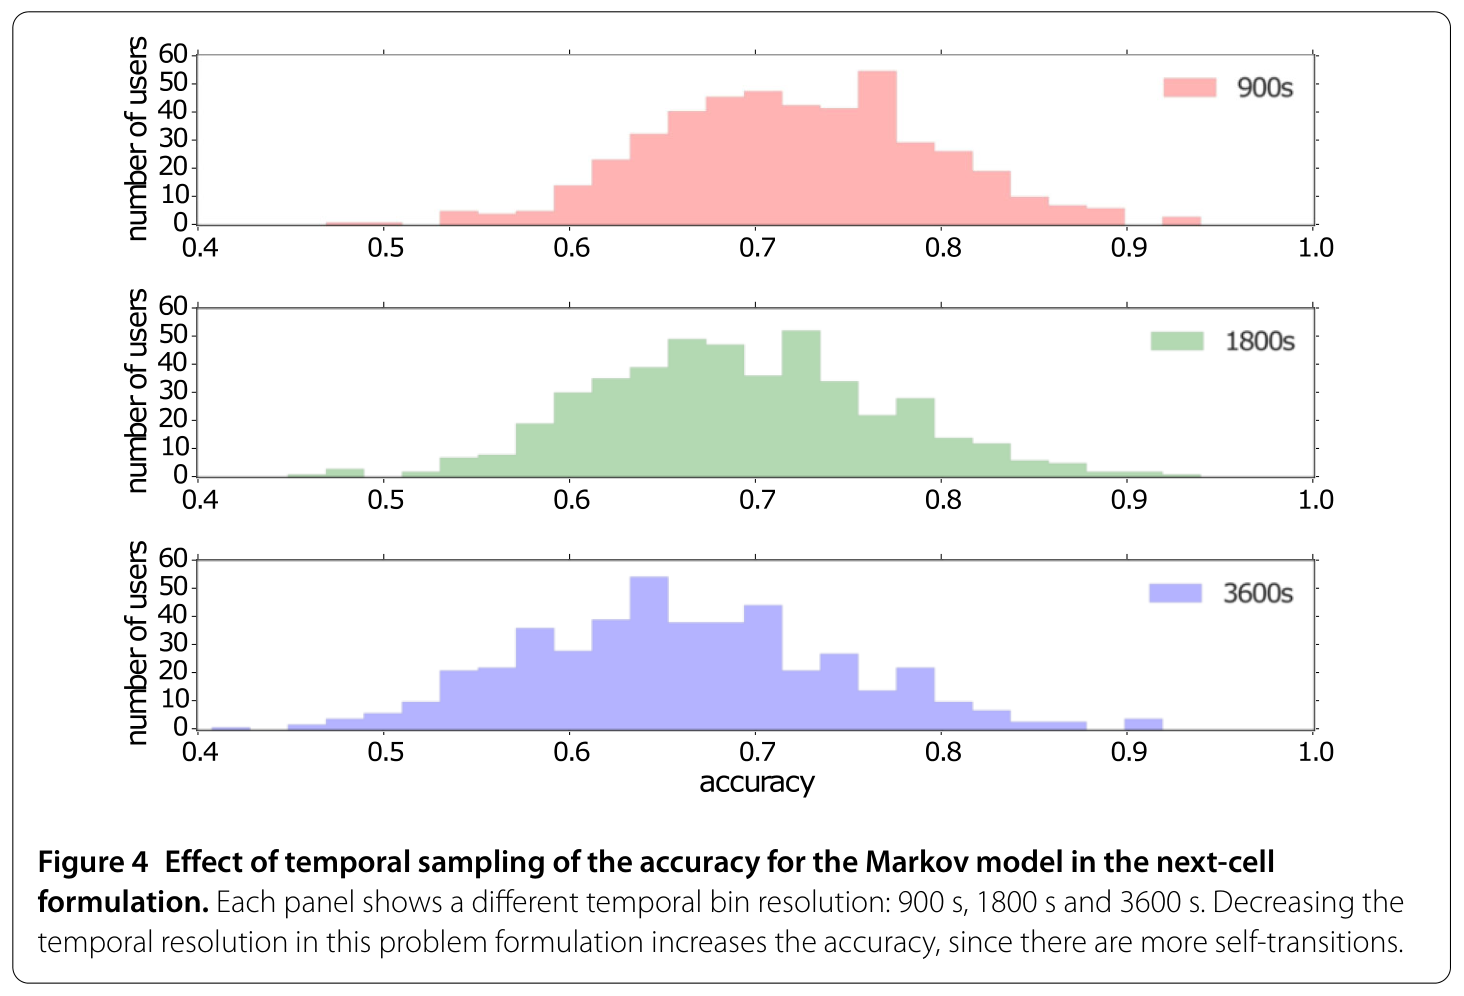 number of users
60
50
40
30
20
10
0
900s
0.4 0.5 0.6 0.7 0.8 0.9 1.0
number of users
60
50
40
30
20
10
0
1800s
0.4 0.5 0.6 0.7 0.8 0.9 1.0
number of users
60
50
40
30
20
10
0
3600s
0.4 0.5 0.6 0.7 0.8 0.9 1.0
accuracy
Figure 4 Effect of temporal sampling of the accuracy for the Markov model in the next-cell
formulation. Each panel shows a different temporal bin resolution: 900 s, 1800 s and 3600 s. Decreasing the
temporal resolution in this problem formulation increases the accuracy, since there are more self-transitions.